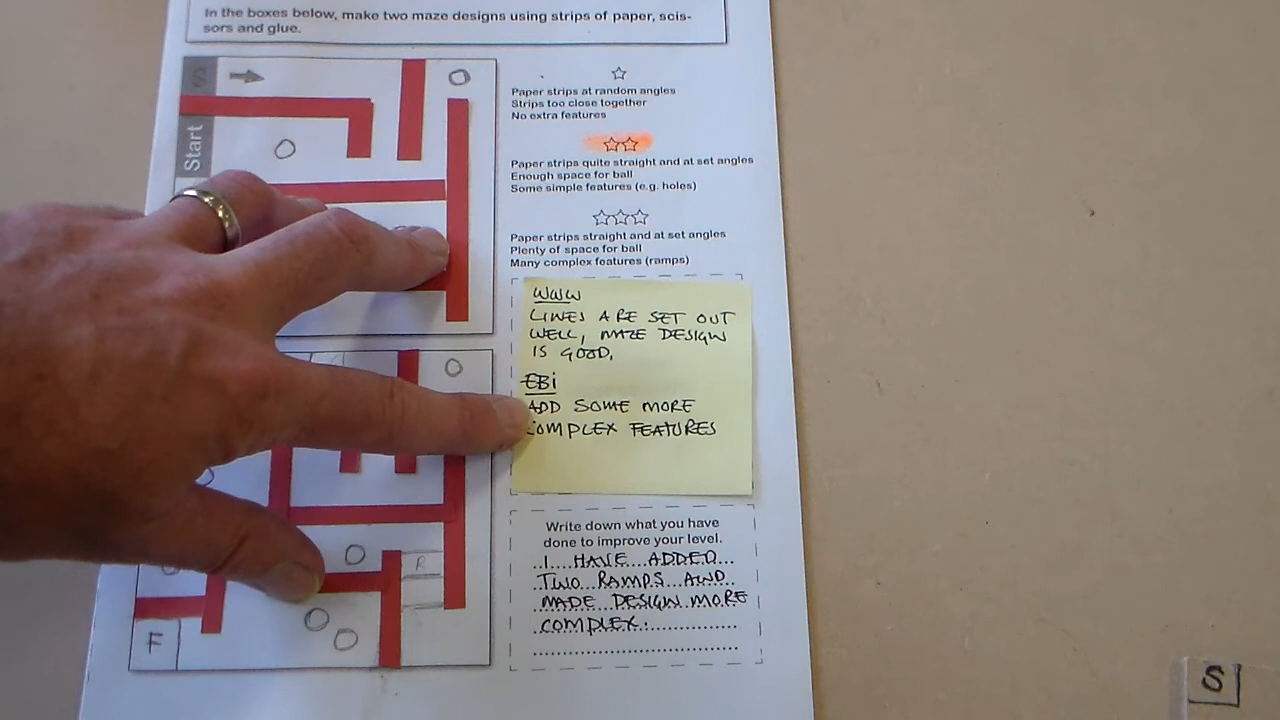 In the boxes below, make two maze designs using strips of paper, scis-
sors and glue.
S
Start
Paper strips at random angles
Strips too close together
No extra features
Paper strips quite straight and at set angles
Enough space for ball
Some simple features (e.g. holes)
Paper strips straight and at set angles
Plenty of space for ball
Many complex features (ramps)
WWW
LINES ARE SET OUT
WELL, MAZE DESIGN
IS GOOD.
EBi
ADD SOME MORE
COMPLEX FEATURES
R
F
Write down what you have
done to improve your level.
I HAVE ADDED
TWO RAMPS AND
MADE DESIGN MORE
COMPLEX.
S